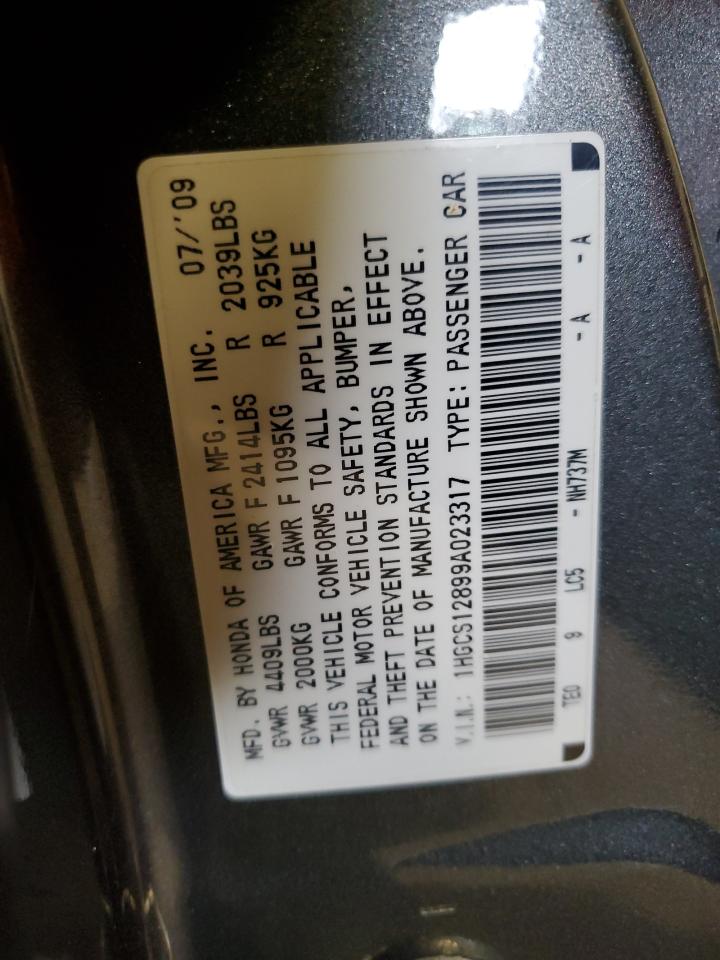 MFD. BY HONDA OF AMERICA MFG., INC. 07/'09
GVWR 4409LBS GAWR F 2414LBS R 2039LBS
GVWR 2000KG GAWR F 1095KG R 925KG
THIS VEHICLE CONFORMS TO ALL APPLICABLE
FEDERAL MOTOR VEHICLE SAFETY, BUMPER,
AND THEFT PREVENTION STANDARDS IN EFFECT
ON THE DATE OF MANUFACTURE SHOWN ABOVE.
V.I.N.: 1HGCS12899A023317 TYPE: PASSENGER CAR
TE0 9 LC5 - NH737M - A - A